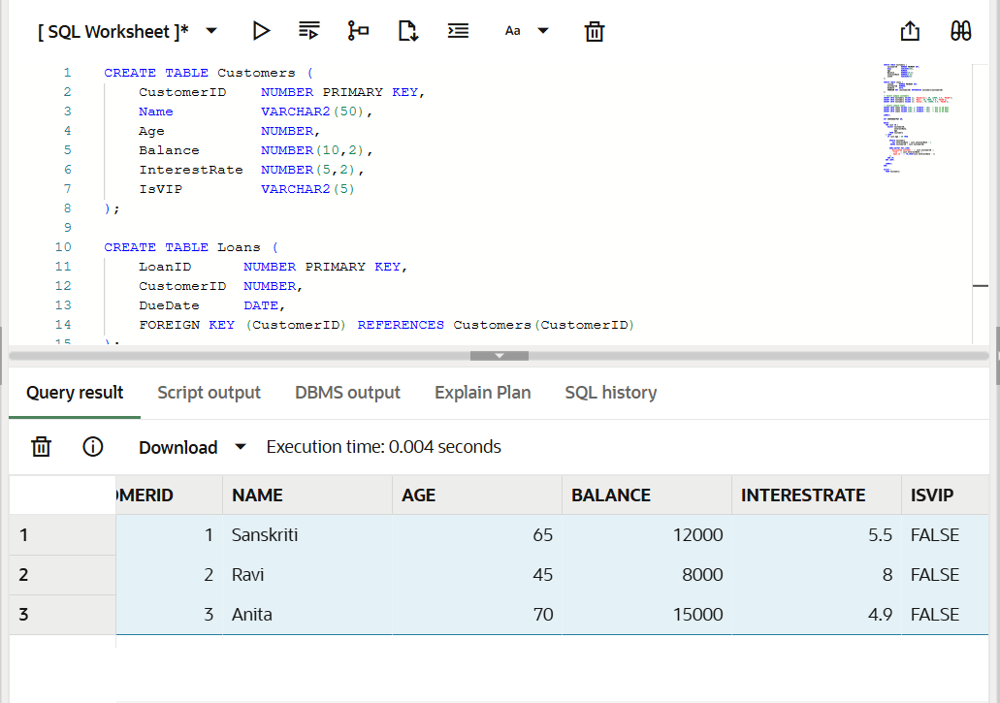 [ SQL Worksheet ]*
Aa
1 CREATE TABLE Customers (
2 CustomerID NUMBER PRIMARY KEY,
3 Name VARCHAR2(50),
4 Age NUMBER,
5 Balance NUMBER(10,2),
6 InterestRate NUMBER(5,2),
7 IsVIP VARCHAR2(5)
8 );
9
10 CREATE TABLE Loans (
11 LoanID NUMBER PRIMARY KEY,
12 CustomerID NUMBER,
13 DueDate DATE,
14 FOREIGN KEY (CustomerID) REFERENCES Customers(CustomerID)
15 );
Query result Script output DBMS output Explain Plan SQL history
Download Execution time: 0.004 seconds
OMERID NAME AGE BALANCE INTERESTRATE ISVIP
1 1 Sanskriti 65 12000 5.5 FALSE
2 2 Ravi 45 8000 8 FALSE
3 3 Anita 70 15000 4.9 FALSE